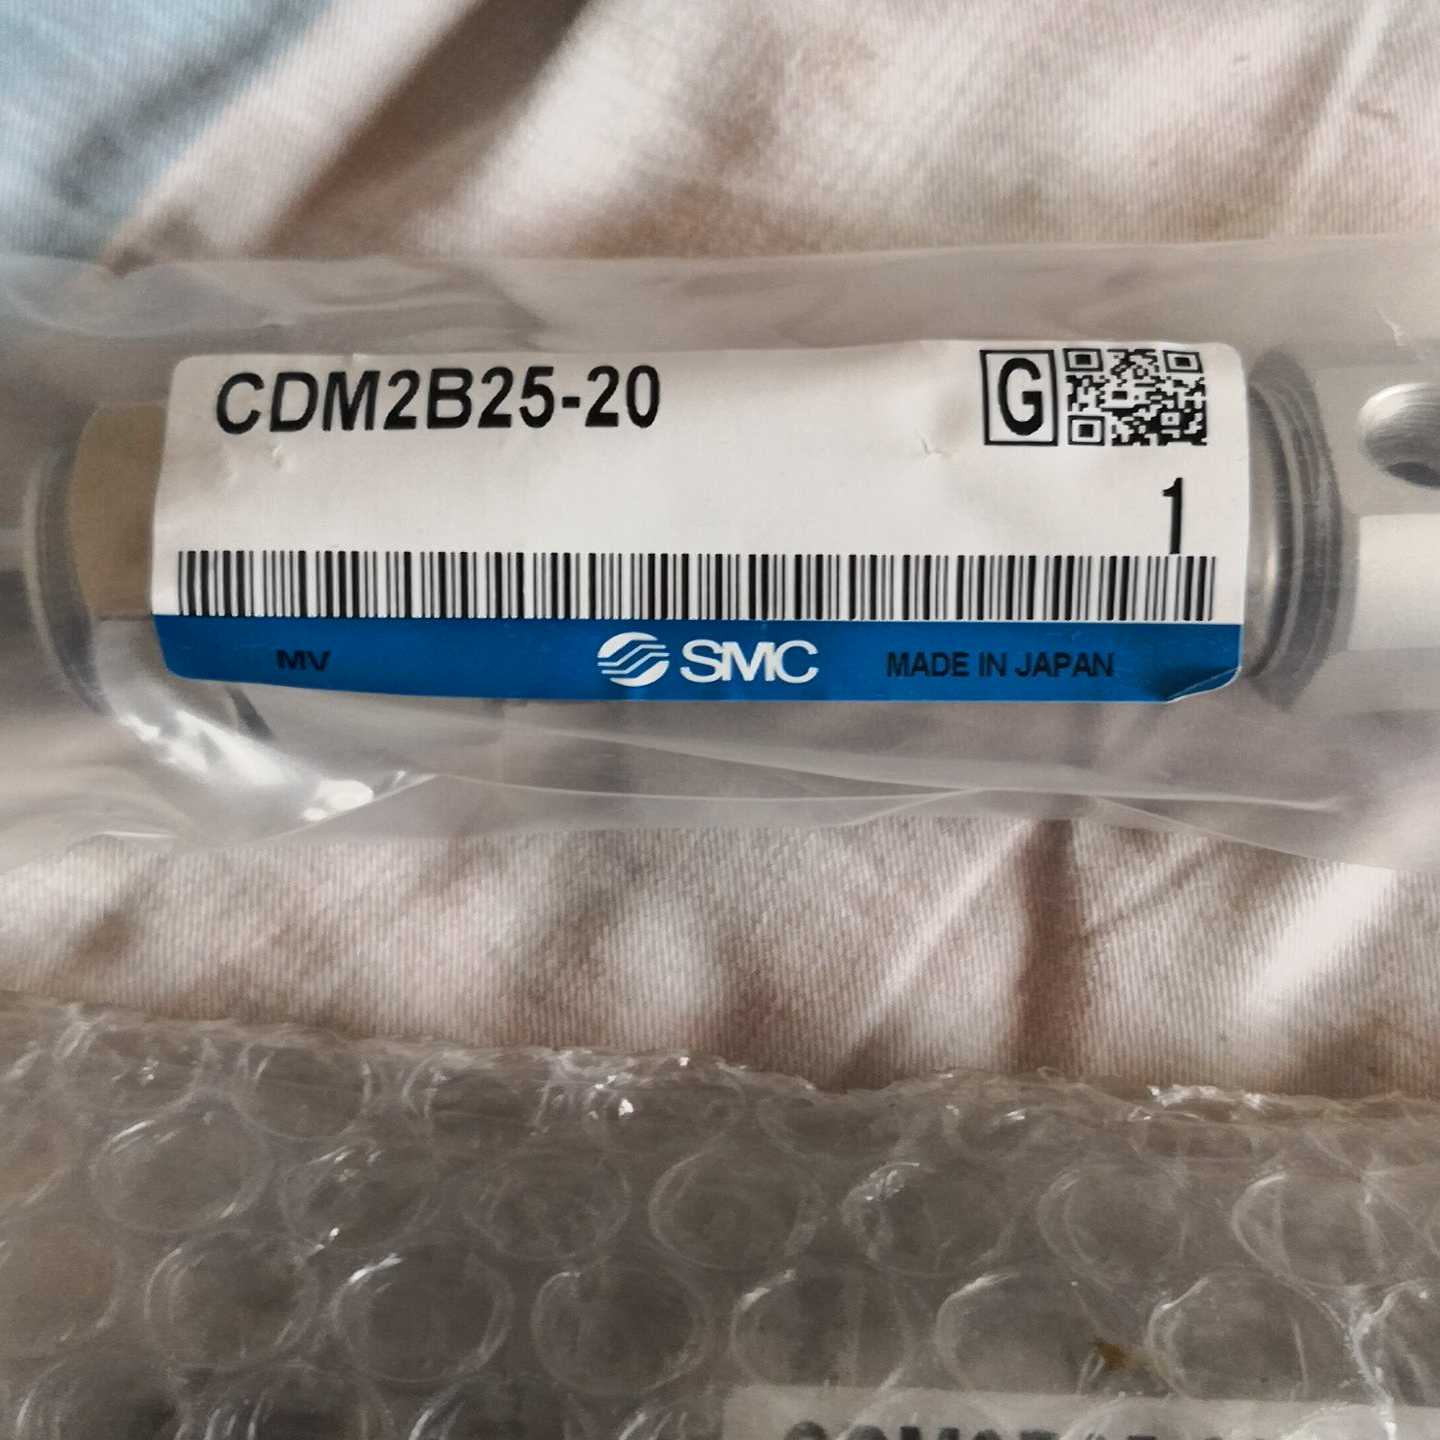 CDM2B25-20
G
1
MV
SMC
MADE IN JAPAN